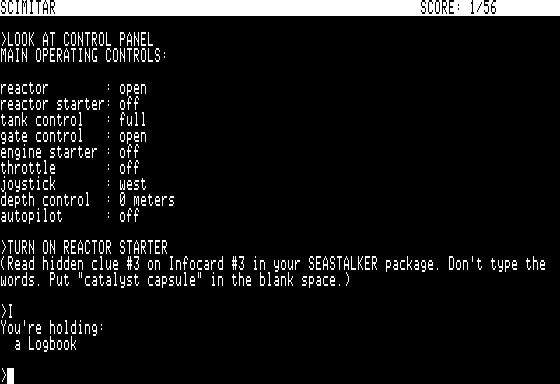 SCIMITAR SCORE: 1/56
>LOOK AT CONTROL PANEL
MAIN OPERATING CONTROLS:
reactor : open
reactor starter: off
tank control : full
gate control : open
engine starter : off
throttle : off
joystick : west
depth control : 0 meters
autopilot : off
>TURN ON REACTOR STARTER
(Read hidden clue #3 on Infocard #3 in your SEASTALKER package. Don't type the
words. Put "catalyst capsule" in the blank space.)
>I
You're holding:
a Logbook
>